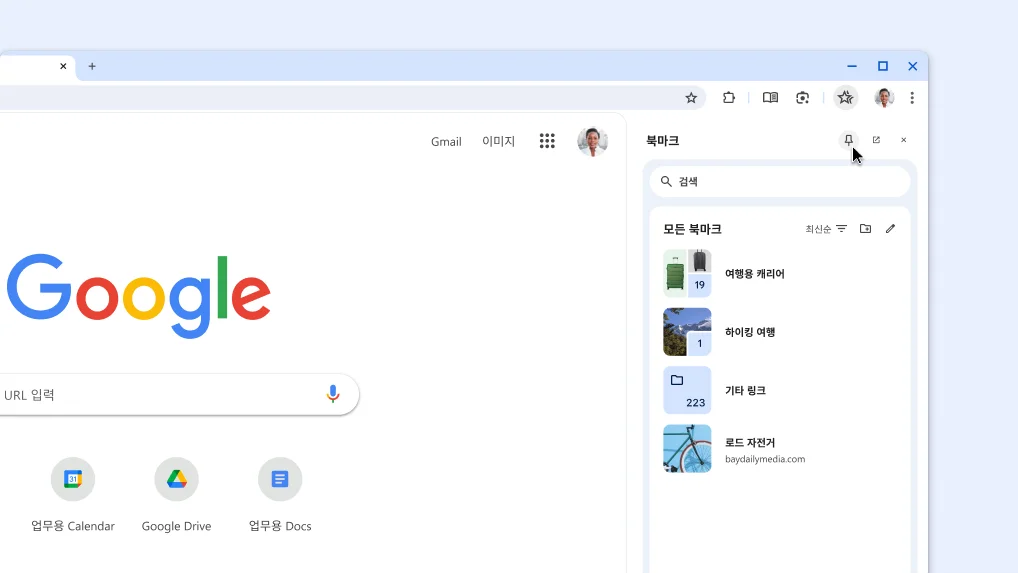 Gmail 이미지
북마크
검색
모든 북마크 최신순
19 여행용 캐리어
1 하이킹 여행
223 기타 링크
로드 자전거
baydailymedia.com
Google
URL 입력
31
업무용 Calendar Google Drive 업무용 Docs